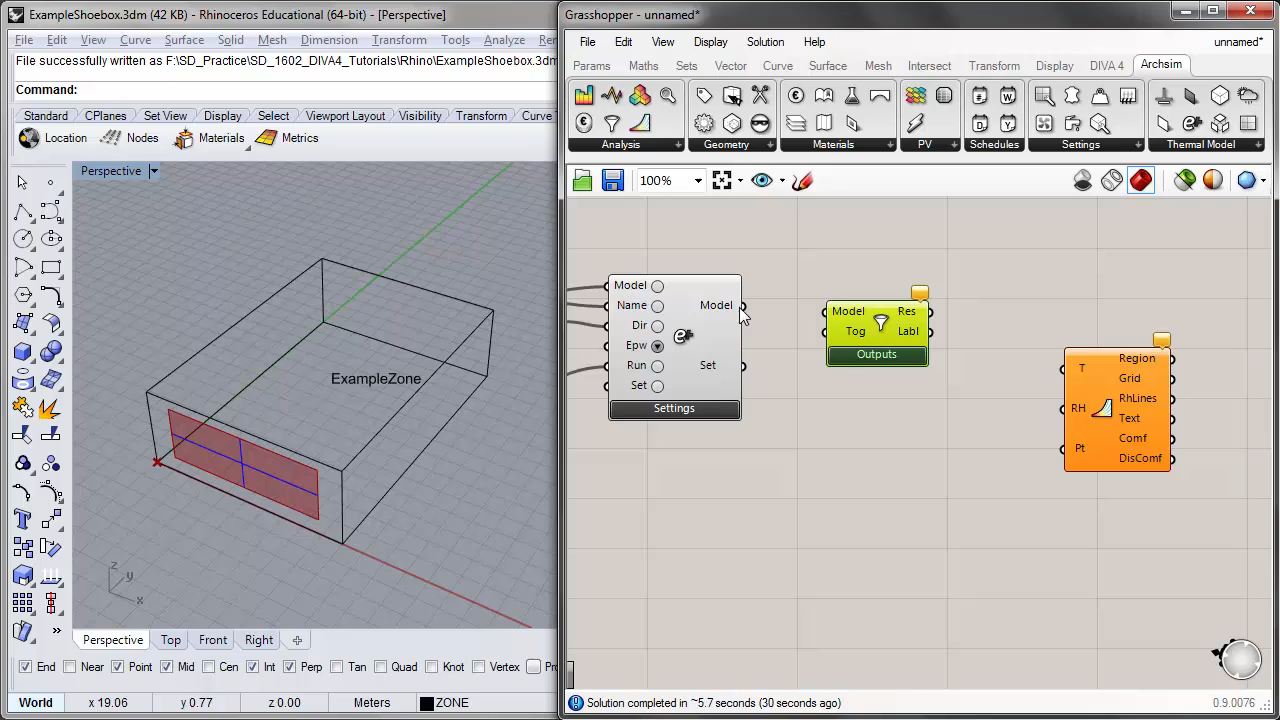 ExampleShoebox.3dm (42 KB) - Rhinoceros Educational (64-bit) - [Perspective]
File Edit View Curve Surface Solid Mesh Dimension Transform Tools Analyze
File successfully written as F:\SD_Practice\SD_1602_DIVA4_Tutorials\Rhino\ExampleShoebox.3dm
Command:
Standard CPlanes Set View Display Select Viewport Layout Visibility Transform Curve
Location Nodes Materials Metrics
Perspective
ExampleZone
z
y
x
Perspective Top Front Right
End Near Point Mid Cen Int Perp Tan Quad Knot Vertex
World x 19.06 y 0.77 z 0.00 Meters ZONE
Grasshopper - unnamed*
File Edit View Display Solution Help unnamed*
Params Maths Sets Vector Curve Surface Mesh Intersect Transform Display DIVA 4 Archsim
Analysis Geometry Materials PV Schedules Settings Thermal Model
100%
Model
Name
Dir
Epw
Run
Set
Model
Set
e+
Settings
Model Res
Tog Labl
Outputs
T
RH
Pt
Region
Grid
RhLines
Text
Comf
DisComf
Solution completed in ~5.7 seconds (30 seconds ago) 0.9.0076